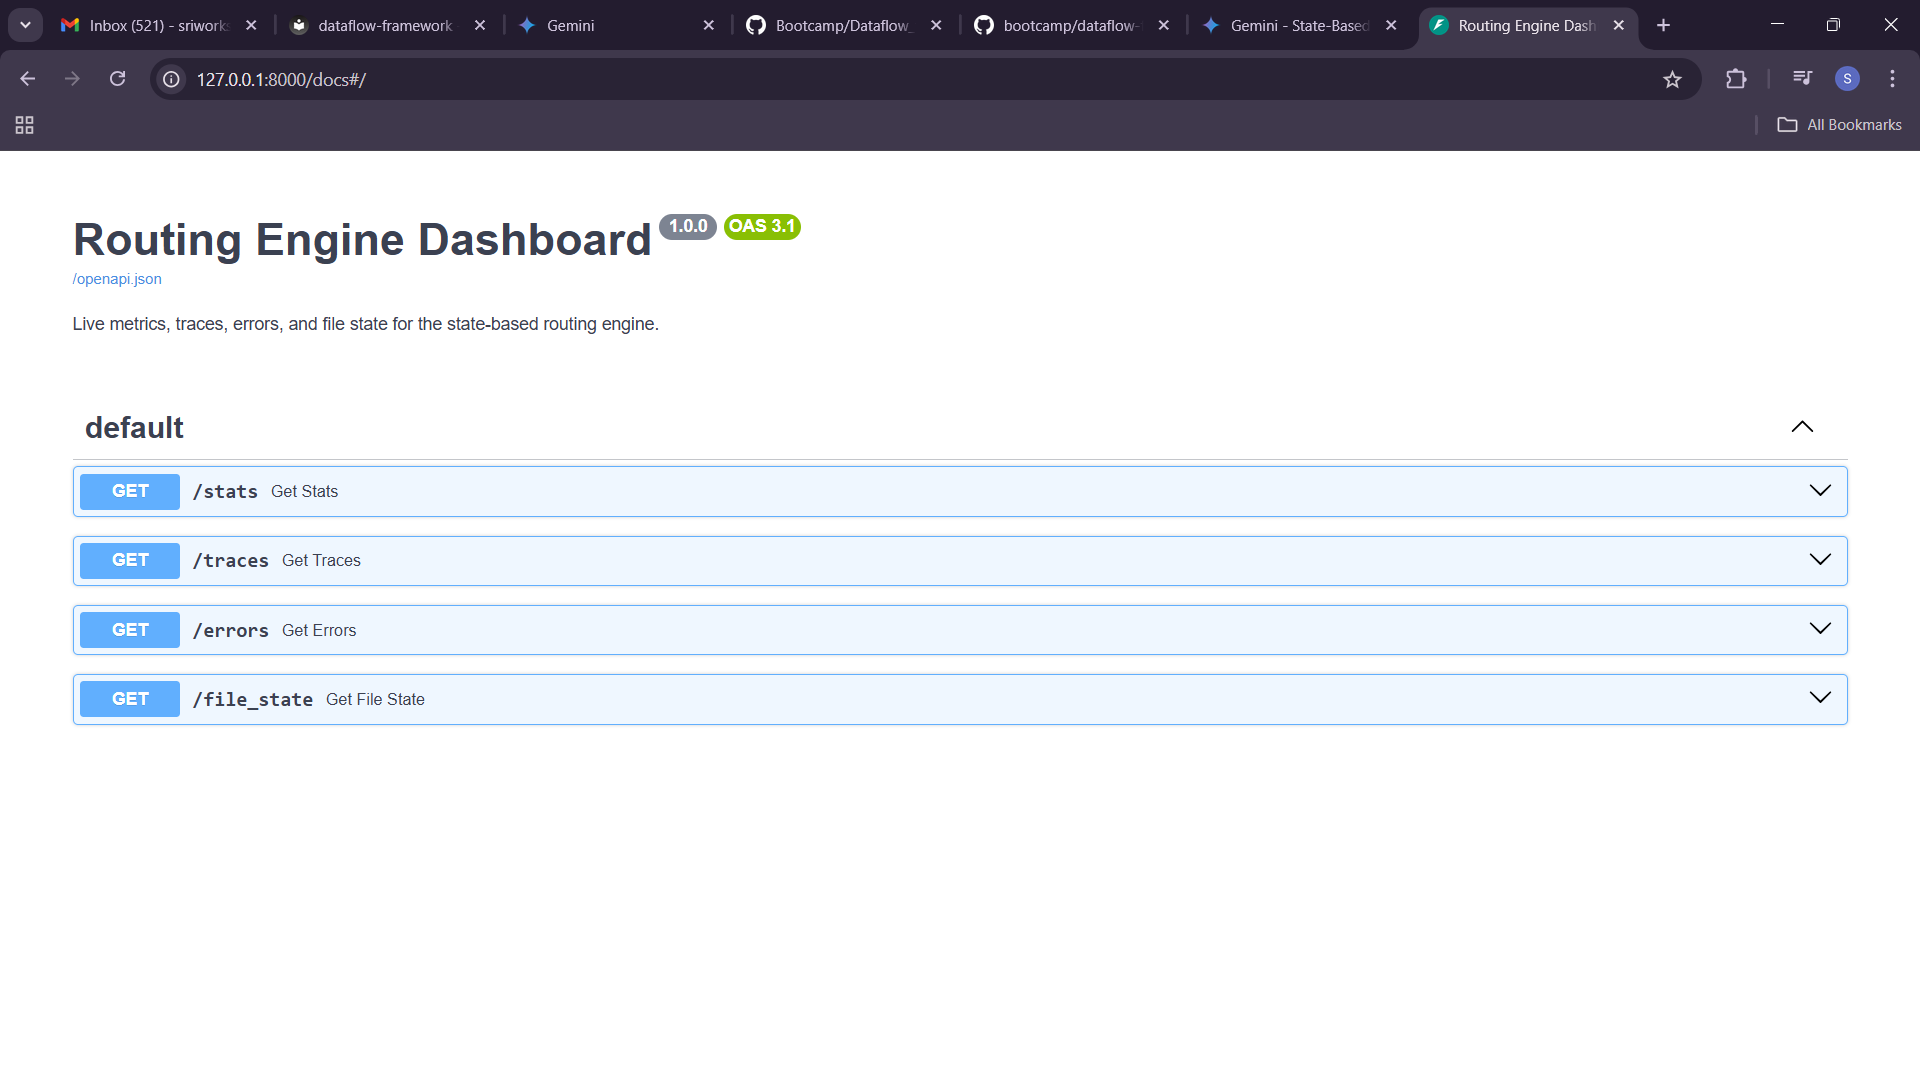 Inbox (521) - sriworks
dataflow-framework
Gemini
Bootcamp/Dataflow_
bootcamp/dataflow-
Gemini - State-Based
Routing Engine Dash
127.0.0.1:8000/docs#/
S
All Bookmarks
Routing Engine Dashboard 1.0.0 OAS 3.1
/openapi.json
Live metrics, traces, errors, and file state for the state-based routing engine.
default
GET /stats Get Stats
GET /traces Get Traces
GET /errors Get Errors
GET /file_state Get File State